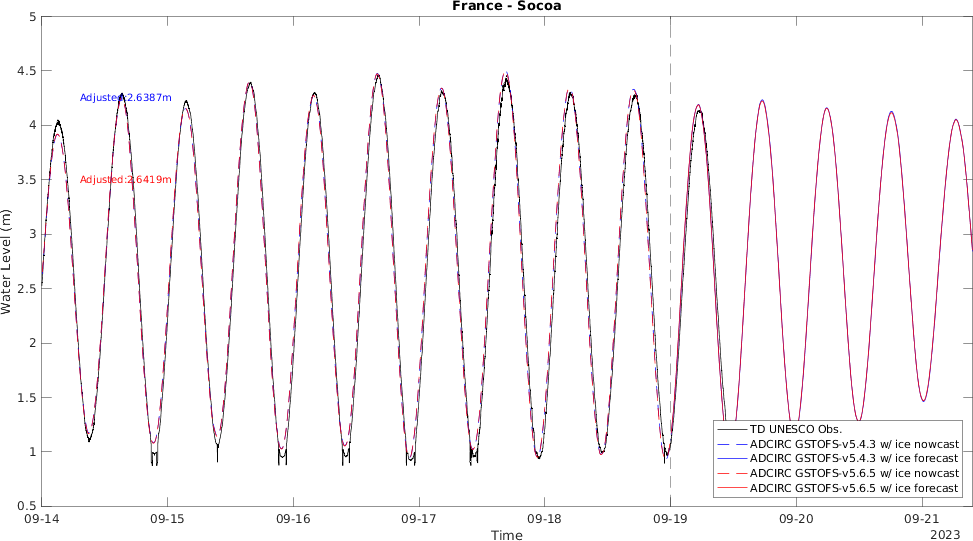 France - Socoa
5
4.5
4
3.5
3
2.5
2
1.5
1
0.5
Water Level (m)
Adjusted:2.6387m
Adjusted:2.6419m
TD UNESCO Obs.
ADCIRC GSTOFS-v5.4.3 w/ ice nowcast
ADCIRC GSTOFS-v5.4.3 w/ ice forecast
ADCIRC GSTOFS-v5.6.5 w/ ice nowcast
ADCIRC GSTOFS-v5.6.5 w/ ice forecast
09-14 09-15 09-16 09-17 09-18 09-19 09-20 09-21
Time
2023